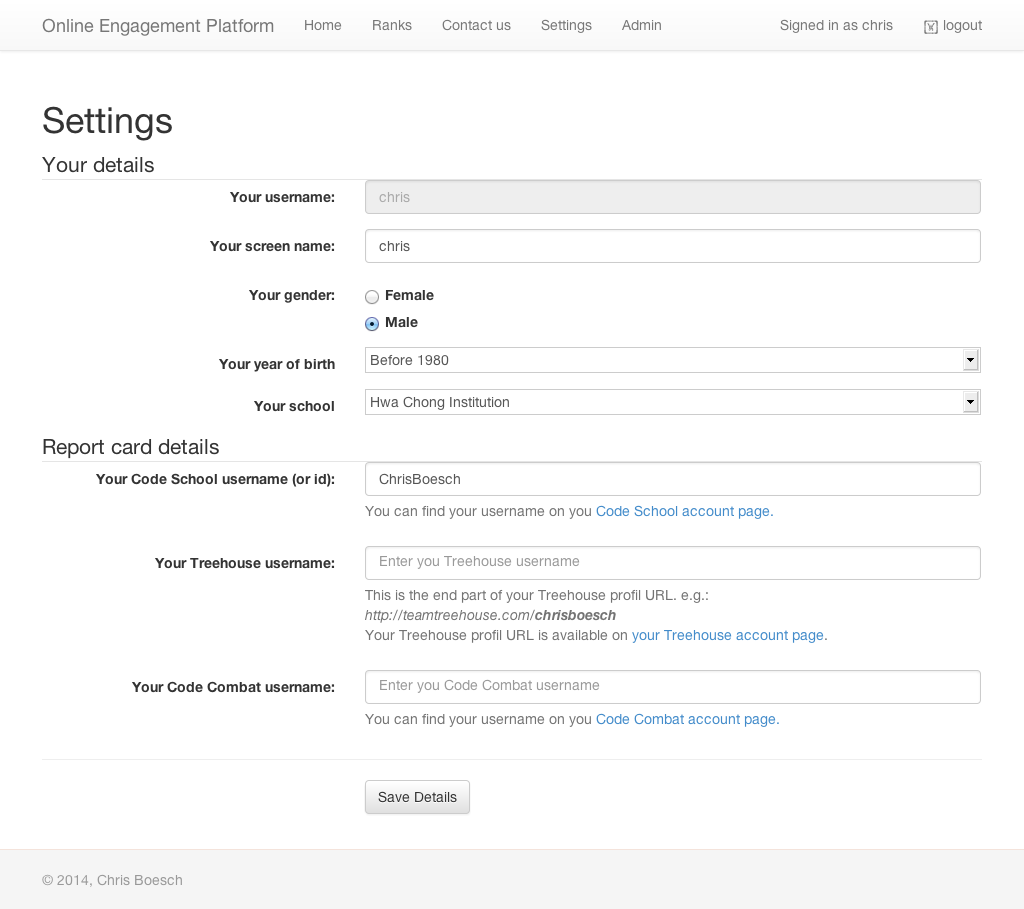 Online Engagement Platform Home Ranks Contact us Settings Admin Signed in as chris logout
Settings
Your details
Your username: chris
Your screen name: chris
Your gender: Female
Male
Your year of birth Before 1980
Your school Hwa Chong Institution
Report card details
Your Code School username (or id): ChrisBoesch
You can find your username on you Code School account page.
Your Treehouse username: Enter you Treehouse username
This is the end part of your Treehouse profil URL. e.g.:
http://teamtreehouse.com/chrisboesch
Your Treehouse profil URL is available on your Treehouse account page.
Your Code Combat username: Enter you Code Combat username
You can find your username on you Code Combat account page.
Save Details
© 2014, Chris Boesch